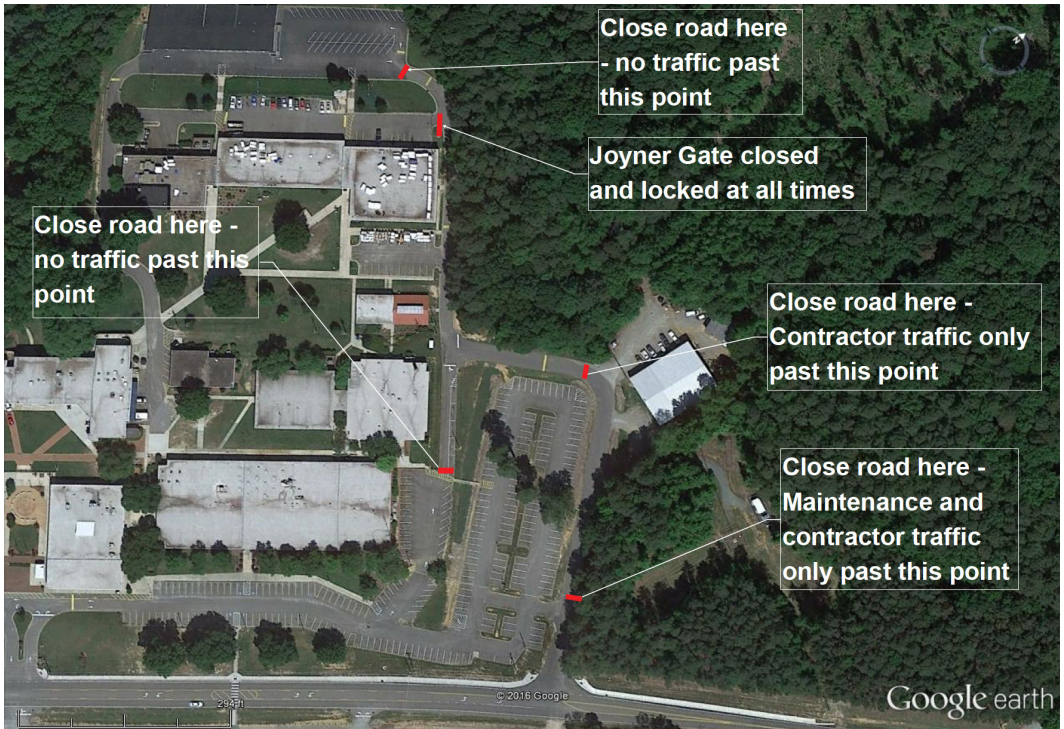 Close road here
- no traffic past
this point
Joyner Gate closed
and locked at all times
Close road here -
no traffic past this
point
Close road here -
Contractor traffic only
past this point
Close road here -
Maintenance and
contractor traffic
only past this point
N
© 2016 Google
294 ft
Google earth